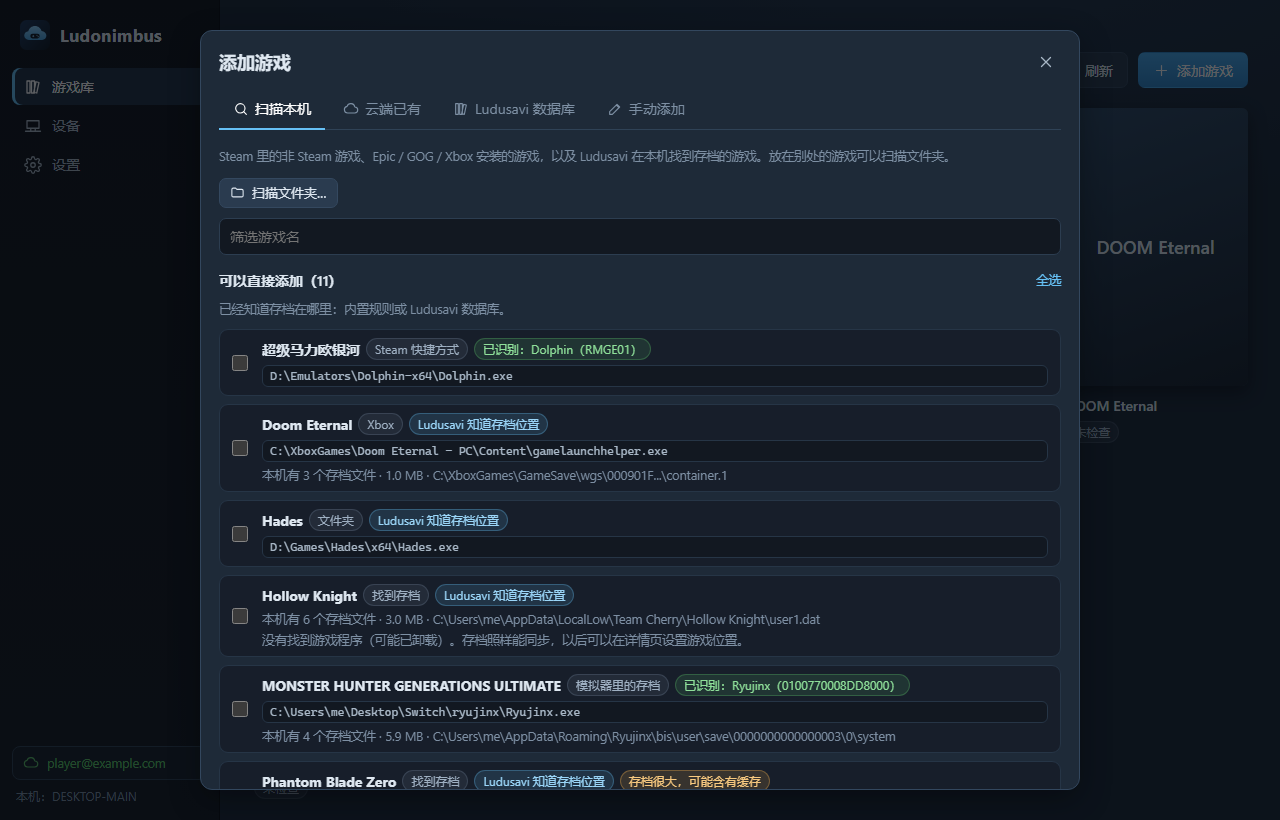 Ludonimbus
游戏库
设备
设置
player@example.com
本机：DESKTOP-MAIN
刷新
添加游戏
DOOM Eternal
DOOM Eternal
未检查
添加游戏
扫描本机
云端已有
Ludusavi 数据库
手动添加
Steam 里的非 Steam 游戏、Epic / GOG / Xbox 安装的游戏，以及 Ludusavi 在本机找到存档的游戏。放在别处的游戏可以扫描文件夹。
扫描文件夹...
筛选游戏名
可以直接添加（11）
全选
已经知道存档在哪里：内置规则或 Ludusavi 数据库。
超级马力欧银河 Steam 快捷方式 已识别：Dolphin（RMGE01）
D:\Emulators\Dolphin-x64\Dolphin.exe
Doom Eternal Xbox Ludusavi 知道存档位置
C:\XboxGames\Doom Eternal - PC\Content\gamelaunchhelper.exe
本机有 3 个存档文件 · 1.0 MB · C:\XboxGames\GameSave\wgs\000901F…\container.1
Hades 文件夹 Ludusavi 知道存档位置
D:\Games\Hades\x64\Hades.exe
Hollow Knight 找到存档 Ludusavi 知道存档位置
本机有 6 个存档文件 · 3.0 MB · C:\Users\me\AppData\LocalLow\Team Cherry\Hollow Knight\user1.dat
没有找到游戏程序（可能已卸载）。存档照样能同步，以后可以在详情页设置游戏位置。
MONSTER HUNTER GENERATIONS ULTIMATE 模拟器里的存档 已识别：Ryujinx（0100770008DD8000）
C:\Users\me\Desktop\Switch\ryujinx\Ryujinx.exe
本机有 4 个存档文件 · 5.9 MB · C:\Users\me\AppData\Roaming\Ryujinx\bis\user\save\0000000000000003\0\system
Phantom Blade Zero 找到存档 Ludusavi 知道存档位置 存档很大，可能含有缓存
未检查